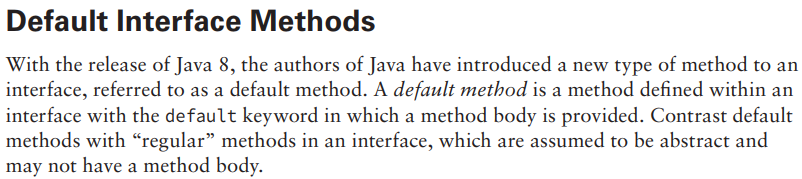 Default Interface Methods
With the release of Java 8, the authors of Java have introduced a new type of method to an
interface, referred to as a default method. A default method is a method defined within an
interface with the default keyword in which a method body is provided. Contrast default
methods with “regular” methods in an interface, which are assumed to be abstract and
may not have a method body.